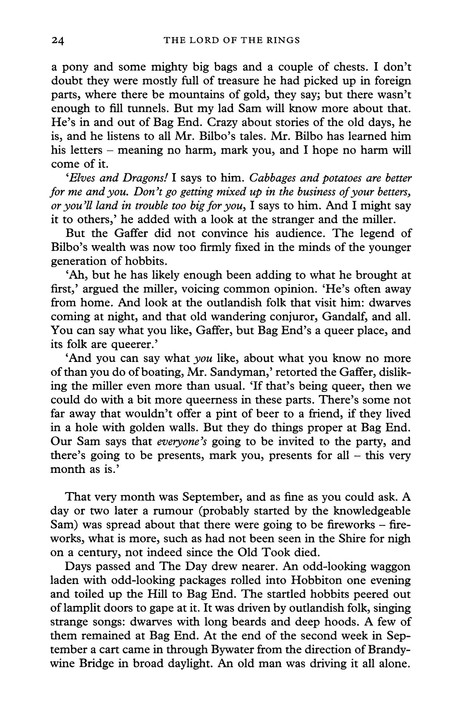 24 THE LORD OF THE RINGS
a pony and some mighty big bags and a couple of chests. I don't
doubt they were mostly full of treasure he had picked up in foreign
parts, where there be mountains of gold, they say; but there wasn't
enough to fill tunnels. But my lad Sam will know more about that.
He's in and out of Bag End. Crazy about stories of the old days, he
is, and he listens to all Mr. Bilbo's tales. Mr. Bilbo has learned him
his letters – meaning no harm, mark you, and I hope no harm will
come of it.
'Elves and Dragons! I says to him. Cabbages and potatoes are better
for me and you. Don't go getting mixed up in the business of your betters,
or you'll land in trouble too big for you, I says to him. And I might say
it to others,' he added with a look at the stranger and the miller.
But the Gaffer did not convince his audience. The legend of
Bilbo's wealth was now too firmly fixed in the minds of the younger
generation of hobbits.
'Ah, but he has likely enough been adding to what he brought at
first,' argued the miller, voicing common opinion. 'He's often away
from home. And look at the outlandish folk that visit him: dwarves
coming at night, and that old wandering conjuror, Gandalf, and all.
You can say what you like, Gaffer, but Bag End's a queer place, and
its folk are queerer.'
'And you can say what you like, about what you know no more
of than you do of boating, Mr. Sandyman,' retorted the Gaffer, dislik-
ing the miller even more than usual. 'If that's being queer, then we
could do with a bit more queerness in these parts. There's some not
far away that wouldn't offer a pint of beer to a friend, if they lived
in a hole with golden walls. But they do things proper at Bag End.
Our Sam says that everyone's going to be invited to the party, and
there's going to be presents, mark you, presents for all – this very
month as is.'
That very month was September, and as fine as you could ask. A
day or two later a rumour (probably started by the knowledgeable
Sam) was spread about that there were going to be fireworks – fire-
works, what is more, such as had not been seen in the Shire for nigh
on a century, not indeed since the Old Took died.
Days passed and The Day drew nearer. An odd-looking waggon
laden with odd-looking packages rolled into Hobbiton one evening
and toiled up the Hill to Bag End. The startled hobbits peered out
of lamplit doors to gape at it. It was driven by outlandish folk, singing
strange songs: dwarves with long beards and deep hoods. A few of
them remained at Bag End. At the end of the second week in Sep-
tember a cart came in through Bywater from the direction of Brandy-
wine Bridge in broad daylight. An old man was driving it all alone.